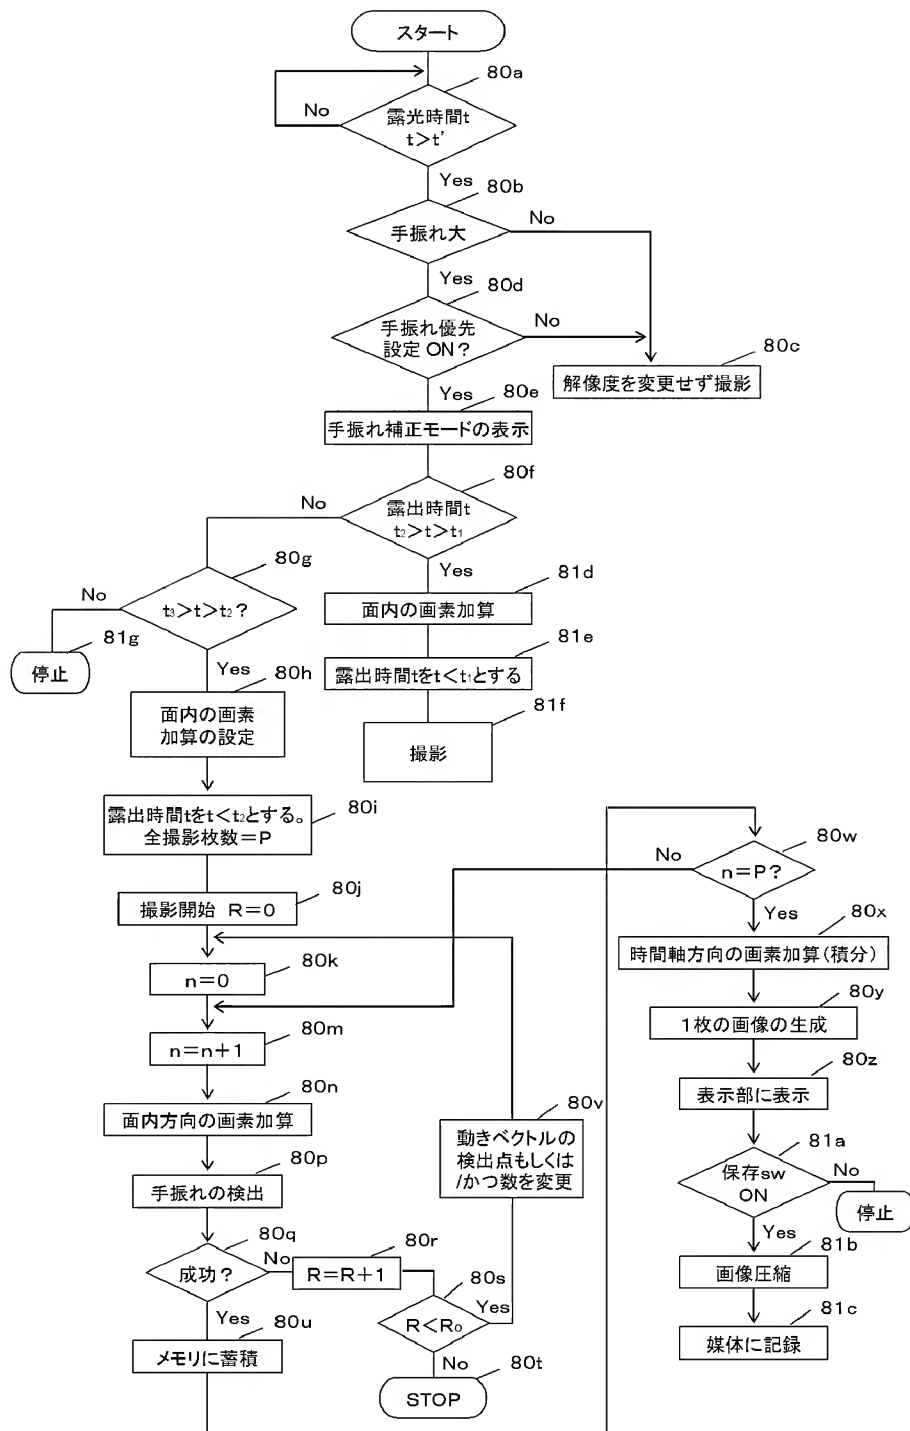 スタート
80a
No
露光時間t
t>t'
Yes
80b
No
手振れ大
Yes
80d
手振れ優先
設定 ON?
No
80c
解像度を変更せず撮影
Yes
80e
手振れ補正モードの表示
80f
No
露出時間t
t₂>t>t₁
80g
Yes
81d
No
t₃>t>t₂?
面内の画素加算
81g
81e
停止
Yes
80h
露出時間tをt<t₁とする
面内の画素
加算の設定
81f
撮影
露出時間tをt<t₂とする。
全撮影枚数=P
80i
80j
撮影開始 R=0
80k
n=0
80m
n=n+1
80n
面内方向の画素加算
80p
手振れの検出
80q
成功?
No
80r
R=R+1
80s
R<R₀
Yes
80v
動きベクトルの
検出点もしくは
/かつ数を変更
Yes
80u
メモリに蓄積
No
80t
STOP
80w
No
n=P?
Yes
80x
時間軸方向の画素加算(積分)
80y
1枚の画像の生成
80z
表示部に表示
81a
保存sw
ON
No
停止
Yes
81b
画像圧縮
81c
媒体に記録